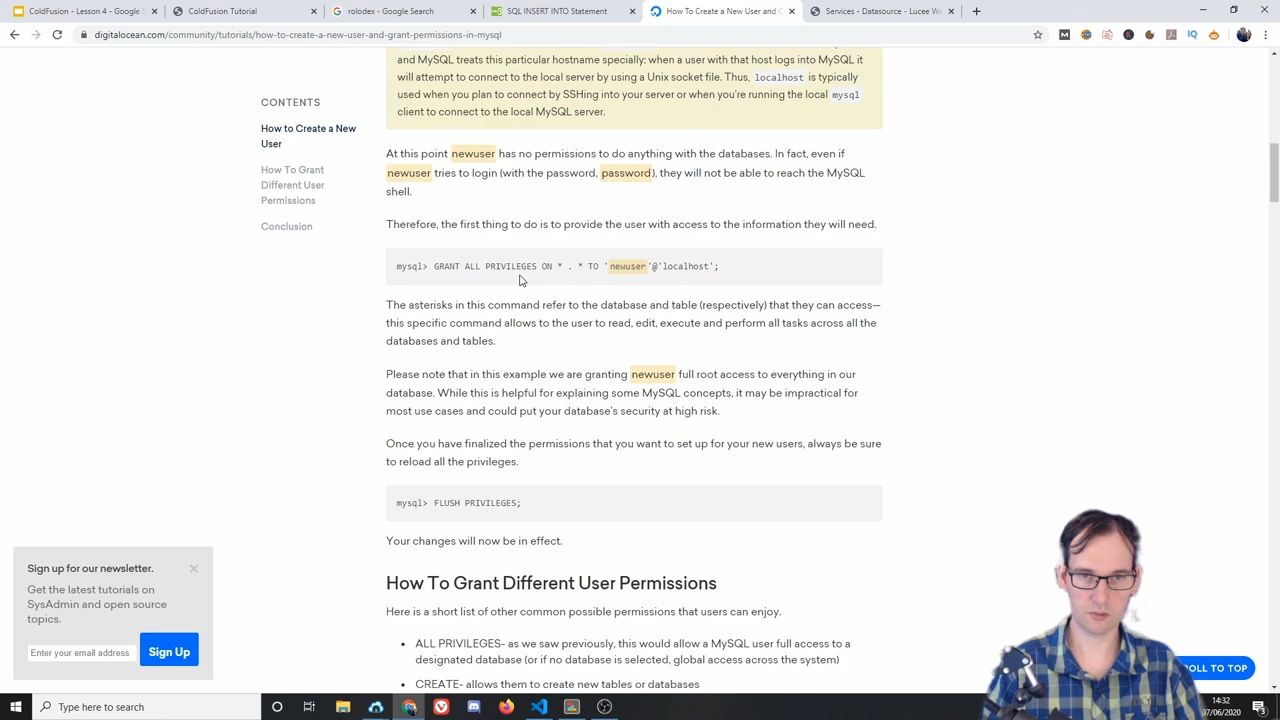 ColdFusion - Lesson 4 - Google S
ColdFusion Tutorial
rolodex - Google Search
SQL INSERT INTO Statement
How To Create a New User and G
Services - Datasource - Lucee We
digitalocean.com/community/tutorials/how-to-create-a-new-user-and-grant-permissions-in-mysql
and MySQL treats this particular hostname specially: when a user with that host logs into MySQL it
will attempt to connect to the local server by using a Unix socket file. Thus, localhost is typically
used when you plan to connect by SSHing into your server or when you're running the local mysql
client to connect to the local MySQL server.
CONTENTS
How to Create a New
User
How To Grant
Different User
Permissions
Conclusion
At this point newuser has no permissions to do anything with the databases. In fact, even if
newuser tries to login (with the password, password), they will not be able to reach the MySQL
shell.
Therefore, the first thing to do is to provide the user with access to the information they will need.
mysql> GRANT ALL PRIVILEGES ON * . * TO 'newuser'@'localhost';
The asterisks in this command refer to the database and table (respectively) that they can access—
this specific command allows to the user to read, edit, execute and perform all tasks across all the
databases and tables.
Please note that in this example we are granting newuser full root access to everything in our
database. While this is helpful for explaining some MySQL concepts, it may be impractical for
most use cases and could put your database's security at high risk.
Once you have finalized the permissions that you want to set up for your new users, always be sure
to reload all the privileges.
mysql> FLUSH PRIVILEGES;
Your changes will now be in effect.
How To Grant Different User Permissions
Here is a short list of other common possible permissions that users can enjoy.
• ALL PRIVILEGES- as we saw previously, this would allow a MySQL user full access to a
designated database (or if no database is selected, global access across the system)
• CREATE- allows them to create new tables or databases
Sign up for our newsletter.
Get the latest tutorials on
SysAdmin and open source
topics.
Enter your email address
Sign Up
OLL TO TOP
Type here to search
14:32
07/06/2020